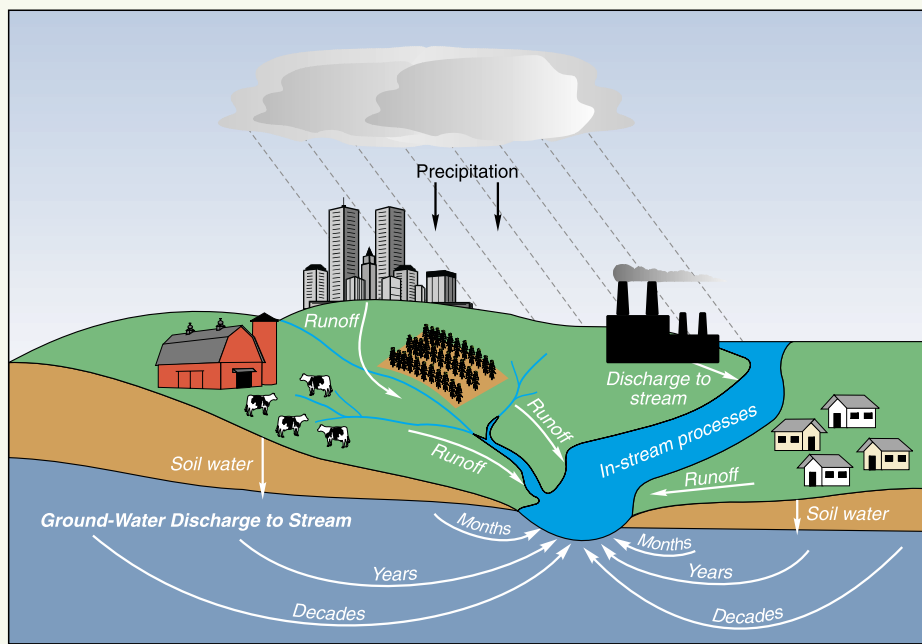 Precipitation
Runoff
Discharge to
stream
Runoff
In-stream processes
Runoff
Runoff
Soil water
Soil water
Ground-Water Discharge to Stream
Months
Months
Years
Years
Decades
Decades